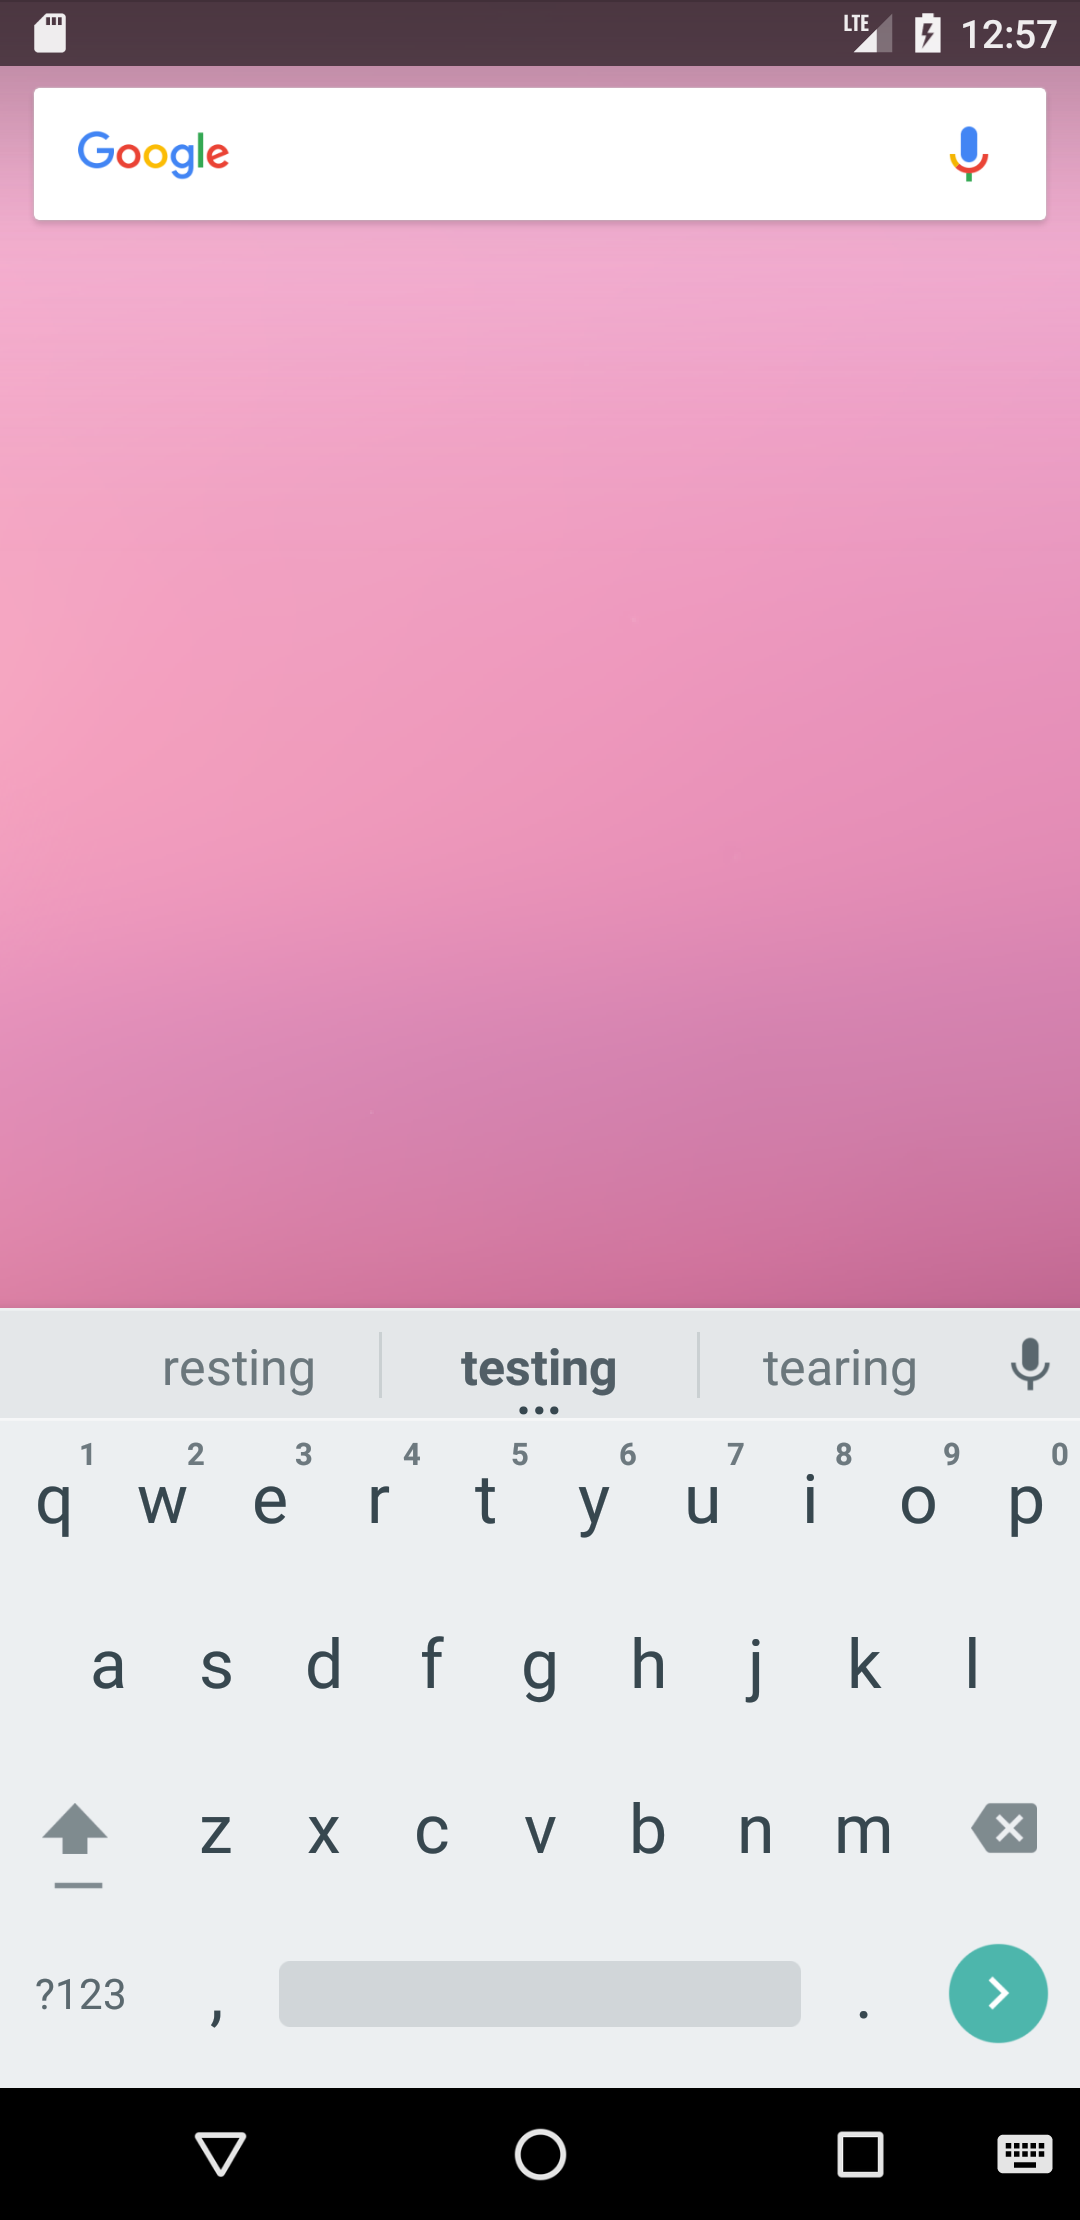 LTE 12:57
Google
resting testing tearing
1 2 3 4 5 6 7 8 9 0
q w e r t y u i o p
a s d f g h j k l
z x c v b n m
?123 , .